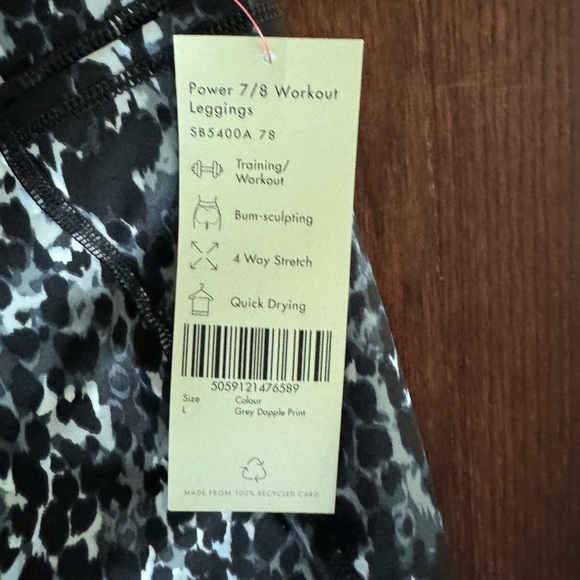 Power 7/8 Workout
Leggings
SB5400A 78
Training/
Workout
Bum-sculpting
4 Way Stretch
Quick Drying
5059121476589
Size Colour
L Grey Dapple Print
MADE FROM 100% RECYCLED CARD